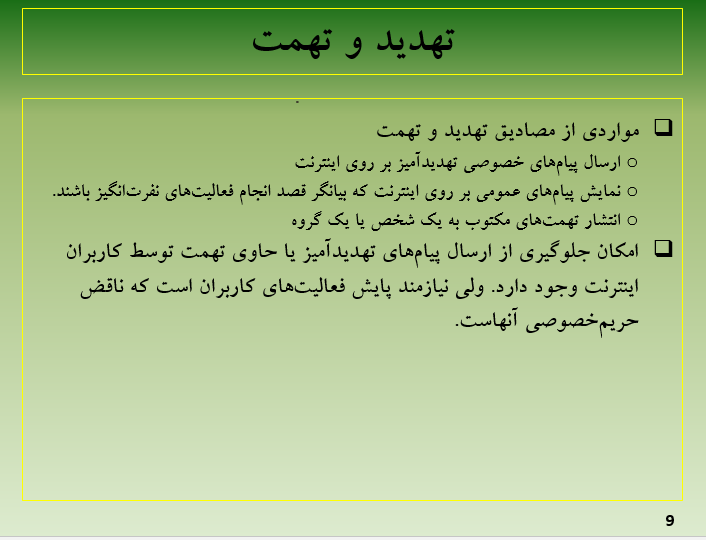 تهدید و تهمت
❑ مواردی از مصادیق تهدید و تهمت
○ ارسال پیام‌های خصوصی تهدیدآمیز بر روی اینترنت
○ نمایش پیام‌های عمومی بر روی اینترنت که بیانگر قصد انجام فعالیت‌های نفرت‌انگیز باشند.
○ انتشار تهمت‌های مکتوب به یک شخص یا یک گروه
❑ امکان جلوگیری از ارسال پیام‌های تهدیدآمیز یا حاوی تهمت توسط کاربران
اینترنت وجود دارد. ولی نیازمند پایش فعالیت‌های کاربران است که ناقض
حریم‌خصوصی آنهاست.
9